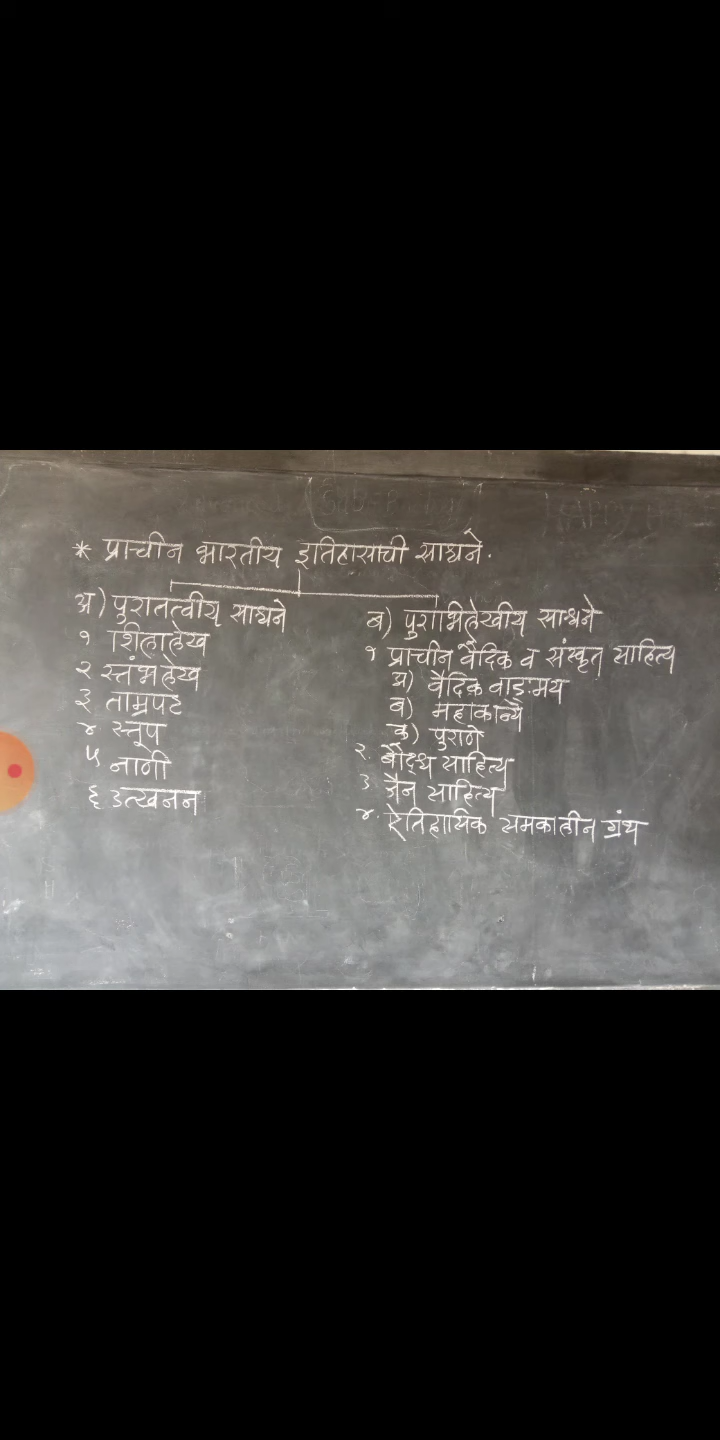 * प्राचीन भारतीय इतिहासाची साधने.
अ) पुरातत्वीय साधने
१ शिलालेख
२ स्तंभलेख
३ ताम्रपट
४ स्तूप
५ नाणी
६ उत्खनन
ब) पुराभिलेखीय साधने
१ प्राचीन वैदिक व संस्कृत साहित्य
अ) वैदिक वाङ्मय
ब) महाकाव्ये
क) पुराणे
२. बौद्ध साहित्य
३. जैन साहित्य
४. ऐतिहासिक समकालीन ग्रंथ